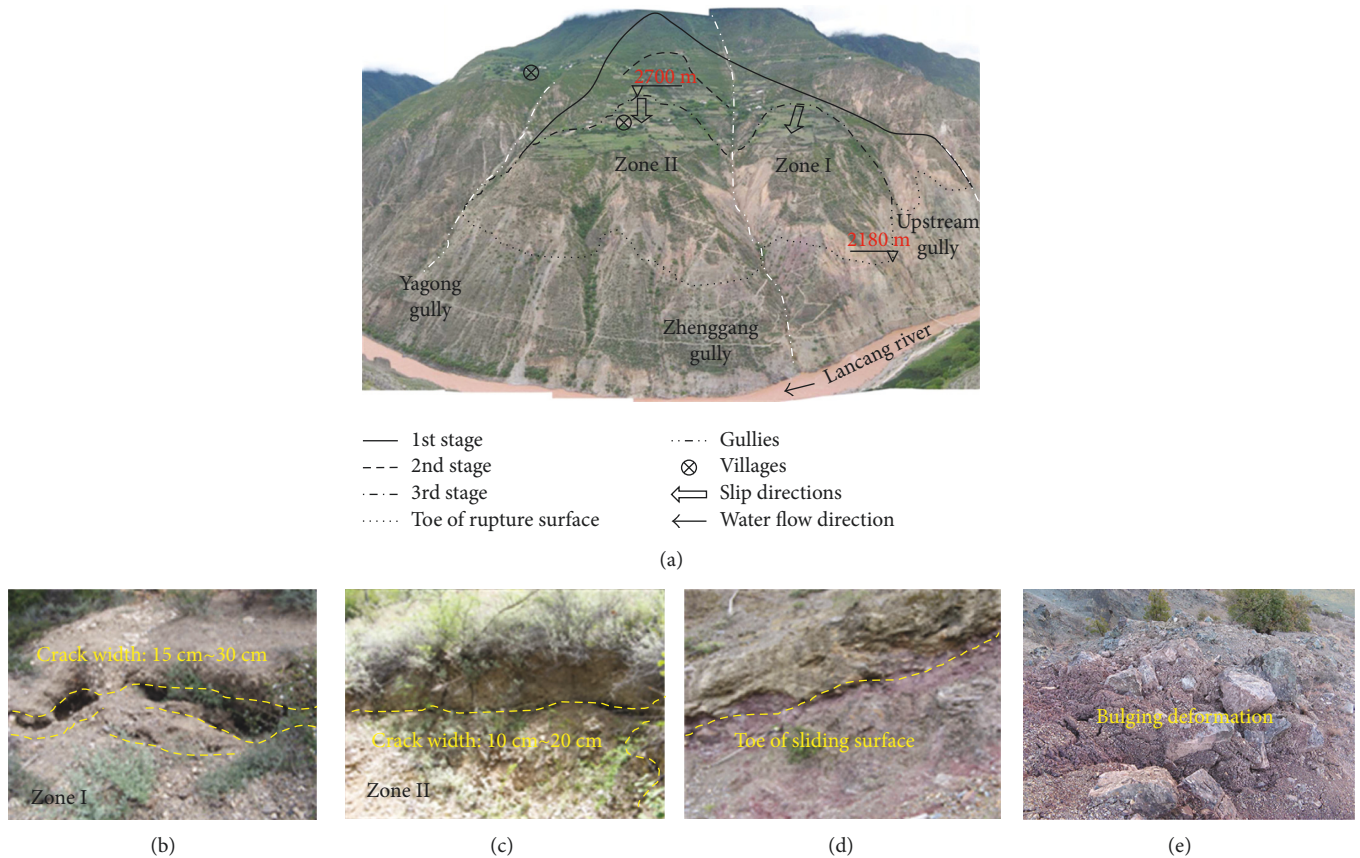 2700 m
Zone II
Zone I
Upstream
gully
2180 m
Yagong
gully
Zhenggang
gully
Lancang river
1st stage
2nd stage
3rd stage
Toe of rupture surface
Gullies
Villages
Slip directions
Water flow direction
(a)
Crack width: 15 cm~30 cm
Zone I
(b)
Crack width: 10 cm~20 cm
Zone II
(c)
Toe of sliding surface
(d)
Bulging deformation
(e)